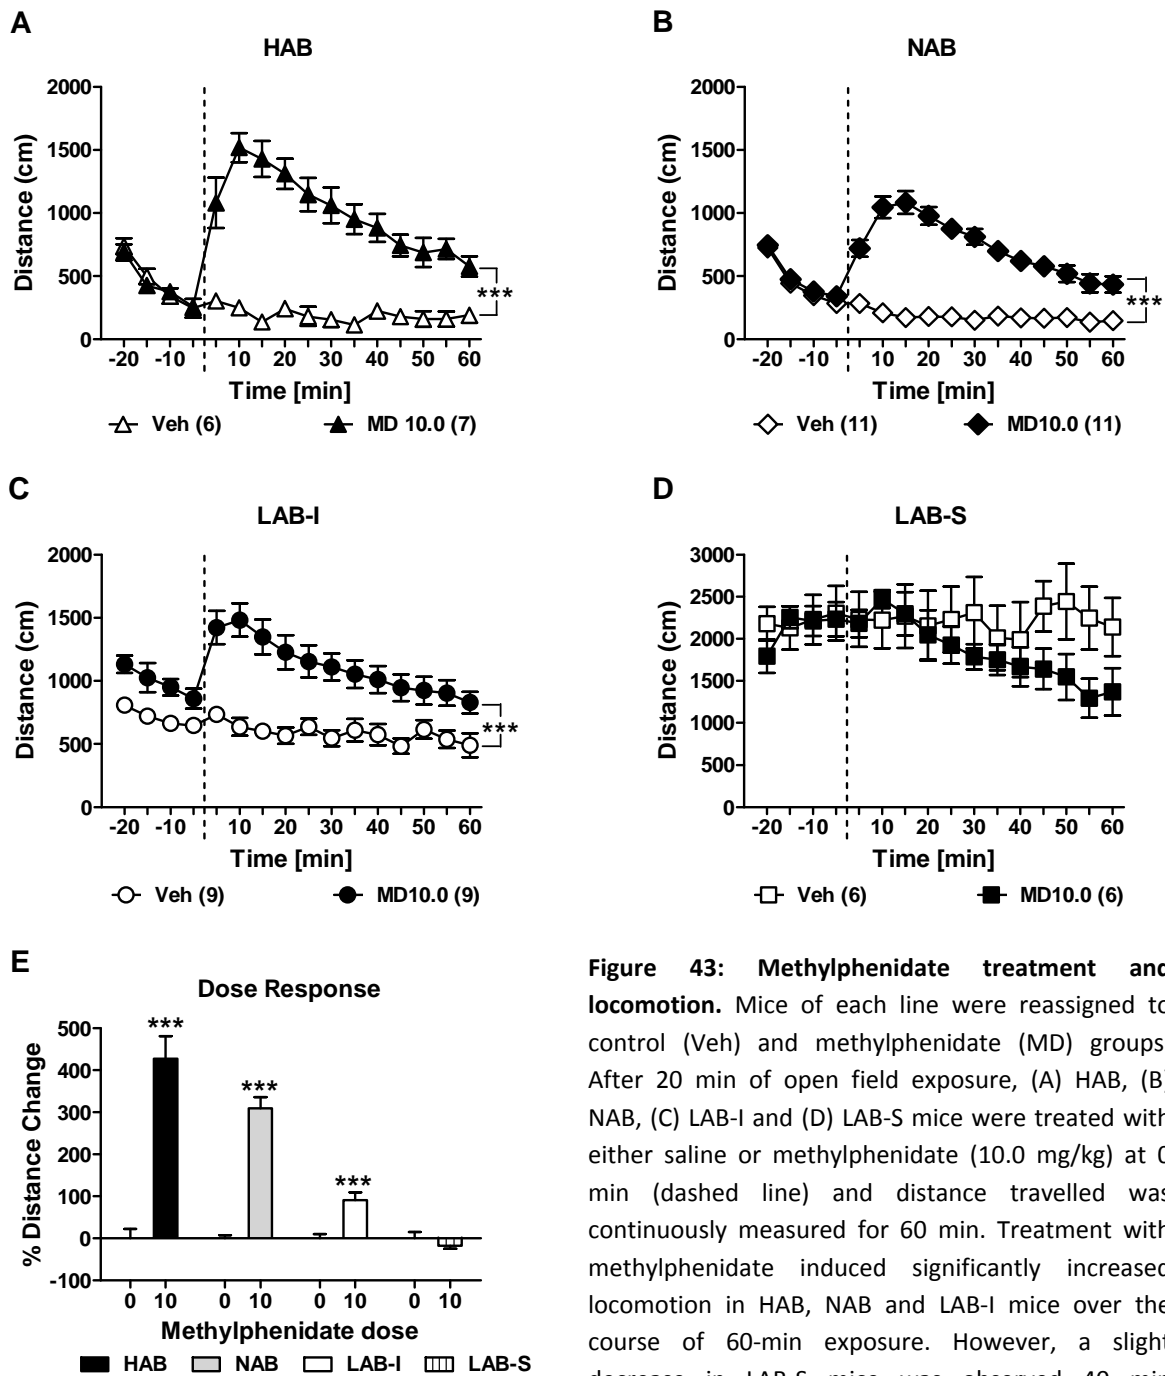 A
HAB
2000
1500
1000
500
0
Distance (cm)
-20 -10 10 20 30 40 50 60
Time [min]
***
Veh (6) MD 10.0 (7)
B
NAB
2000
1500
1000
500
0
Distance (cm)
-20 -10 10 20 30 40 50 60
Time [min]
***
Veh (11) MD10.0 (11)
C
LAB-I
2000
1500
1000
500
0
Distance (cm)
-20 -10 10 20 30 40 50 60
Time [min]
***
Veh (9) MD10.0 (9)
D
LAB-S
3000
2500
2000
1500
1000
500
0
Distance (cm)
-20 -10 10 20 30 40 50 60
Time [min]
Veh (6) MD10.0 (6)
E
Dose Response
500
400
300
200
100
0
-100
% Distance Change
*** *** ***
0 10 0 10 0 10 0 10
Methylphenidate dose
HAB NAB LAB-I LAB-S
Figure 43: Methylphenidate treatment and
locomotion. Mice of each line were reassigned to
control (Veh) and methylphenidate (MD) groups
After 20 min of open field exposure, (A) HAB, (B)
NAB, (C) LAB-I and (D) LAB-S mice were treated with
either saline or methylphenidate (10.0 mg/kg) at 0
min (dashed line) and distance travelled was
continuously measured for 60 min. Treatment with
methylphenidate induced significantly increased
locomotion in HAB, NAB and LAB-I mice over the
course of 60-min exposure. However, a slight
decrease in LAB-S mice was observed 40 min